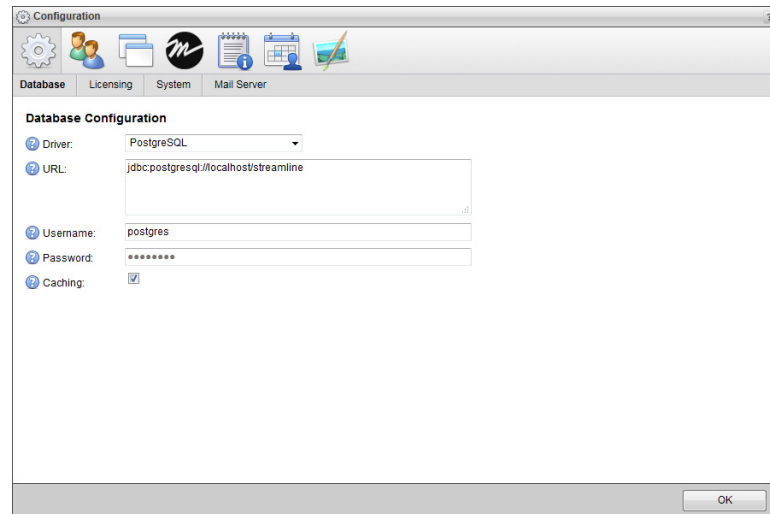 Configuration
Database Licensing System Mail Server
Database Configuration
Driver: PostgreSQL
URL: jdbc:postgresql://localhost/streamline
Username: postgres
Password: ••••••••
Caching:
OK